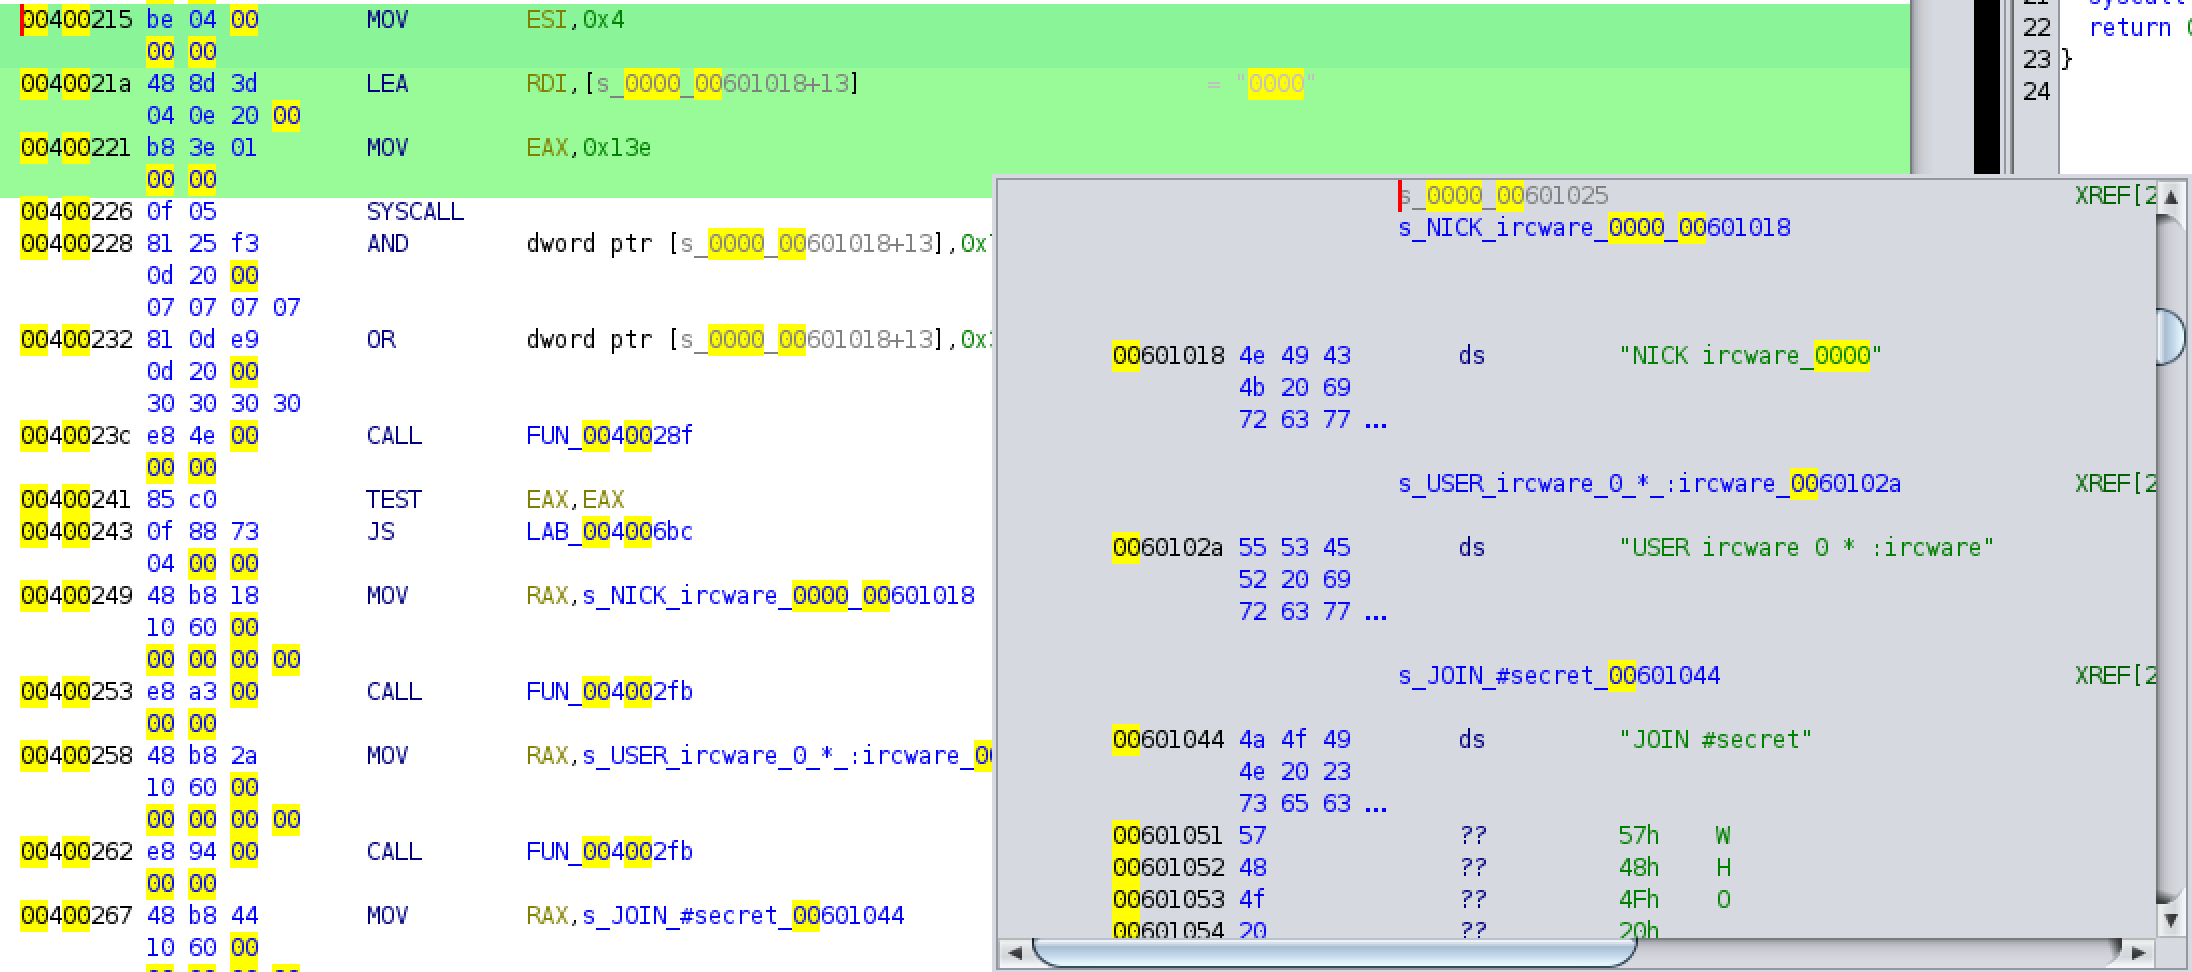 00400215 be 04 00 MOV ESI,0x4
00 00
0040021a 48 8d 3d LEA RDI,[s_0000_00601018+13] = "0000"
04 0e 20 00
00400221 b8 3e 01 MOV EAX,0x13e
00 00
00400226 0f 05 SYSCALL
00400228 81 25 f3 AND dword ptr [s_0000_00601018+13],0x
0d 20 00
07 07 07 07
00400232 81 0d e9 OR dword ptr [s_0000_00601018+13],0x
0d 20 00
30 30 30 30
0040023c e8 4e 00 CALL FUN_0040028f
00 00
00400241 85 c0 TEST EAX,EAX
00400243 0f 88 73 JS LAB_004006bc
04 00 00
00400249 48 b8 18 MOV RAX,s_NICK_ircware_0000_00601018
10 60 00
00 00 00 00
00400253 e8 a3 00 CALL FUN_004002fb
00 00
00400258 48 b8 2a MOV RAX,s_USER_ircware_0_*_:ircware_0
10 60 00
00 00 00 00
00400262 e8 94 00 CALL FUN_004002fb
00 00
00400267 48 b8 44 MOV RAX,s_JOIN_#secret_00601044
10 60 00
s_0000_00601025 XREF[2
s_NICK_ircware_0000_00601018
00601018 4e 49 43 ds "NICK ircware_0000"
4b 20 69
72 63 77 ...
s_USER_ircware_0_*_:ircware_0060102a XREF[2
0060102a 55 53 45 ds "USER ircware 0 * :ircware"
52 20 69
72 63 77 ...
s_JOIN_#secret_00601044 XREF[2
00601044 4a 4f 49 ds "JOIN #secret"
4e 20 23
73 65 63 ...
00601051 57 ?? 57h W
00601052 48 ?? 48h H
00601053 4f ?? 4Fh O
00601054 20 ?? 20h
22 return
23 }
24